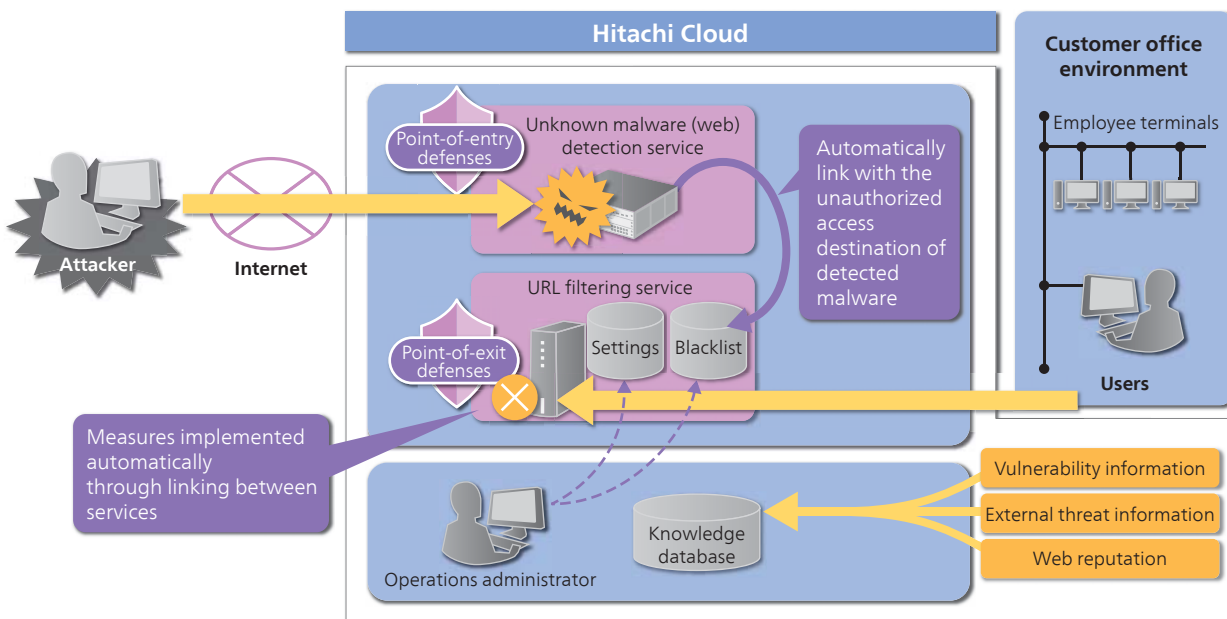 Hitachi Cloud
Customer office
environment
Employee terminals
Users
Point-of-entry
defenses
Unknown malware (web)
detection service
Automatically
link with the
unauthorized
access
destination of
detected
malware
Attacker
Internet
URL filtering service
Point-of-exit
defenses
Settings
Blacklist
Measures implemented
automatically
through linking between
services
Operations administrator
Knowledge
database
Vulnerability information
External threat information
Web reputation